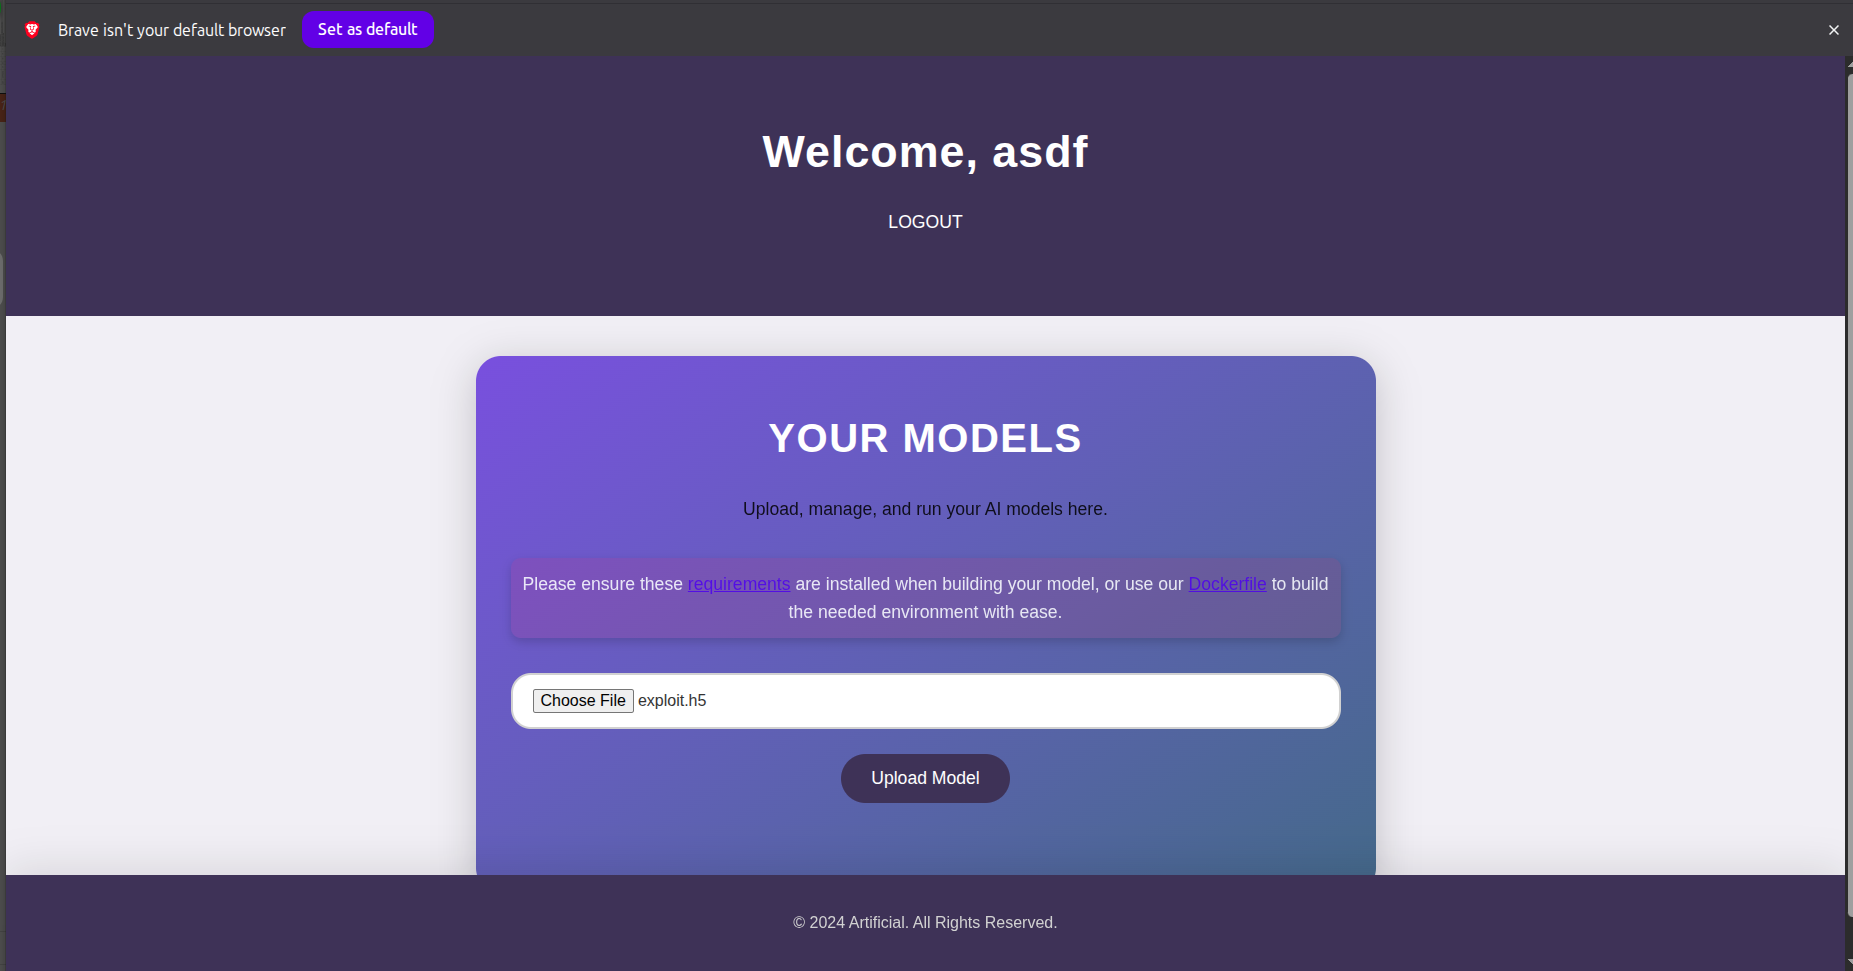 Brave isn't your default browser
Set as default
Welcome, asdf
LOGOUT
YOUR MODELS
Upload, manage, and run your AI models here.
Please ensure these requirements are installed when building your model, or use our Dockerfile to build
the needed environment with ease.
Choose File exploit.h5
Upload Model
© 2024 Artificial. All Rights Reserved.